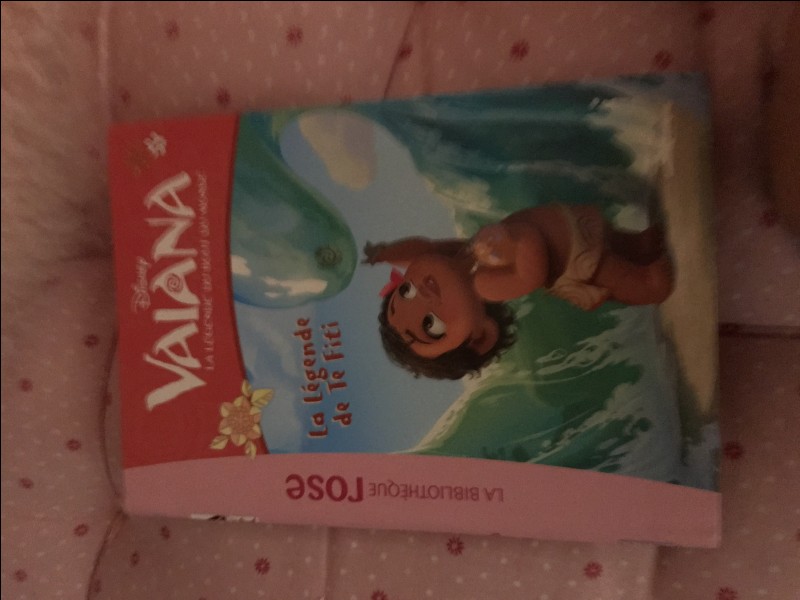 Disney
VAIANA
LA LÉGENDE DU BOUT DU MONDE
La Légende
de Te Fiti
LA BIBLIOTHÈQUE rose